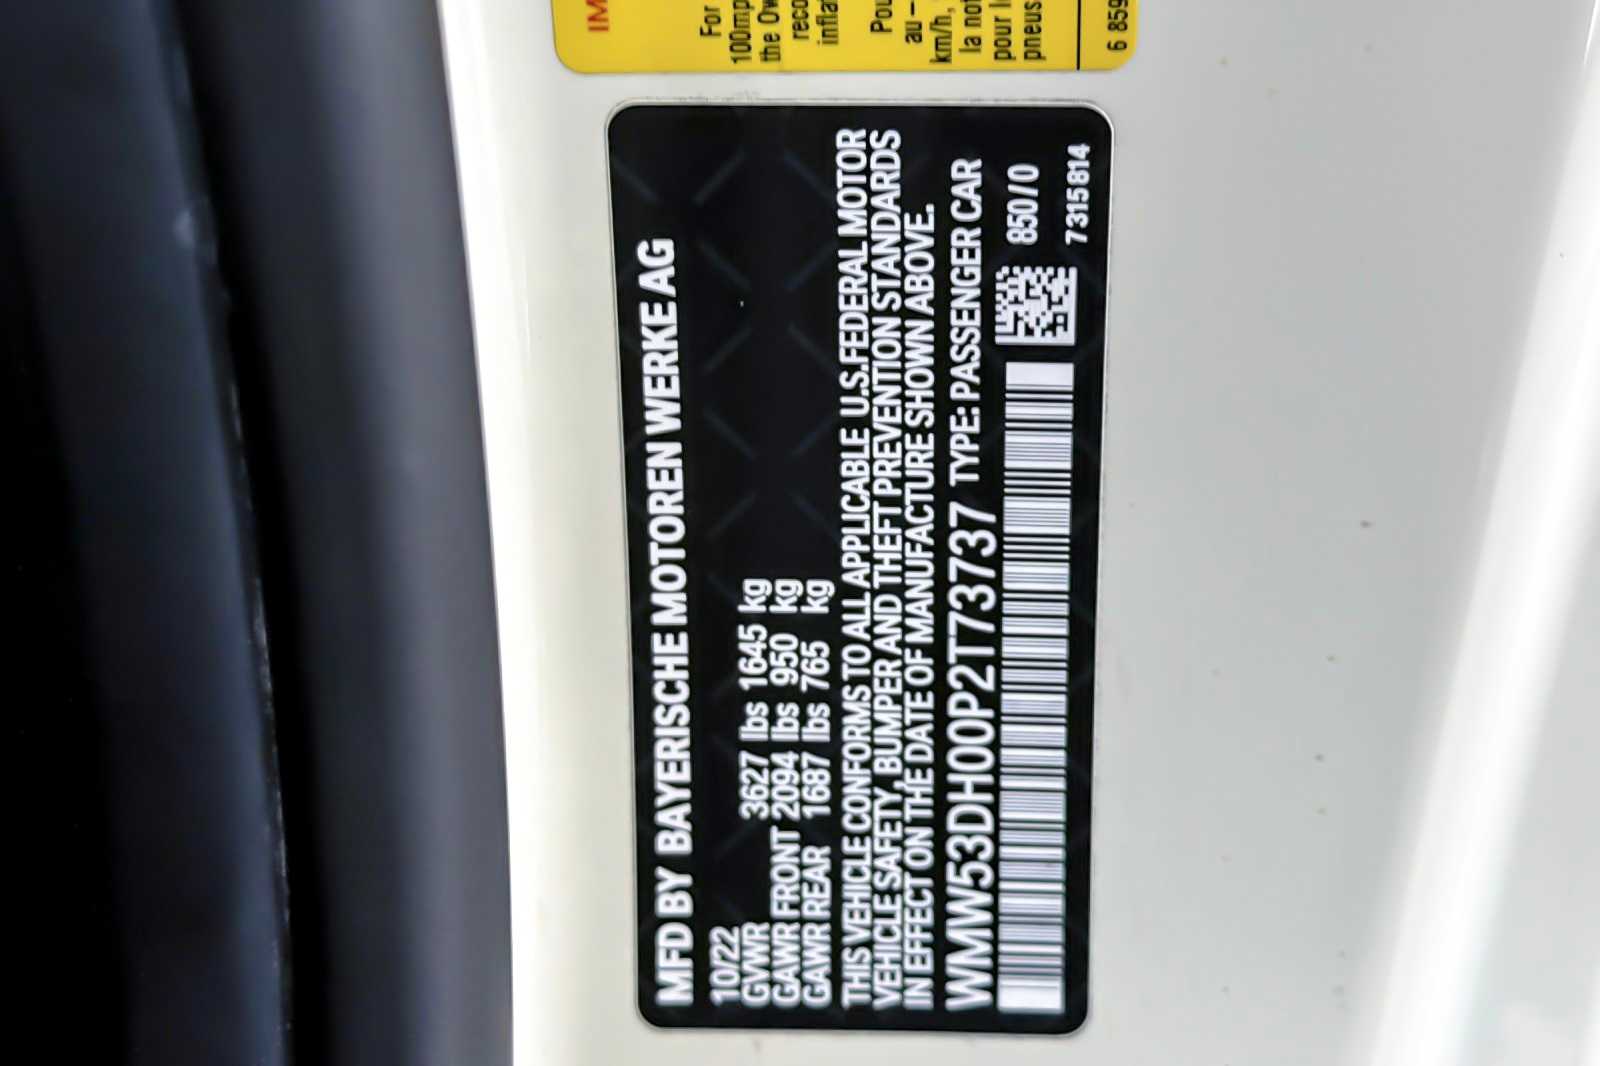 MFD BY BAYERISCHE MOTOREN WERKE AG
10/22
GVWR 3627 lbs 1645 kg
GAWR FRONT 2094 lbs 950 kg
GAWR REAR 1687 lbs 765 kg
THIS VEHICLE CONFORMS TO ALL APPLICABLE U.S.FEDERAL MOTOR
VEHICLE SAFETY, BUMPER AND THEFT PREVENTION STANDARDS
IN EFFECT ON THE DATE OF MANUFACTURE SHOWN ABOVE.
WMW53DH00P2T73737 TYPE: PASSENGER CAR
850//0
7315814
For
100mp
the Ow
reco
infla
Pou
au –
km/h,
la not
pour l
pneus
6 859